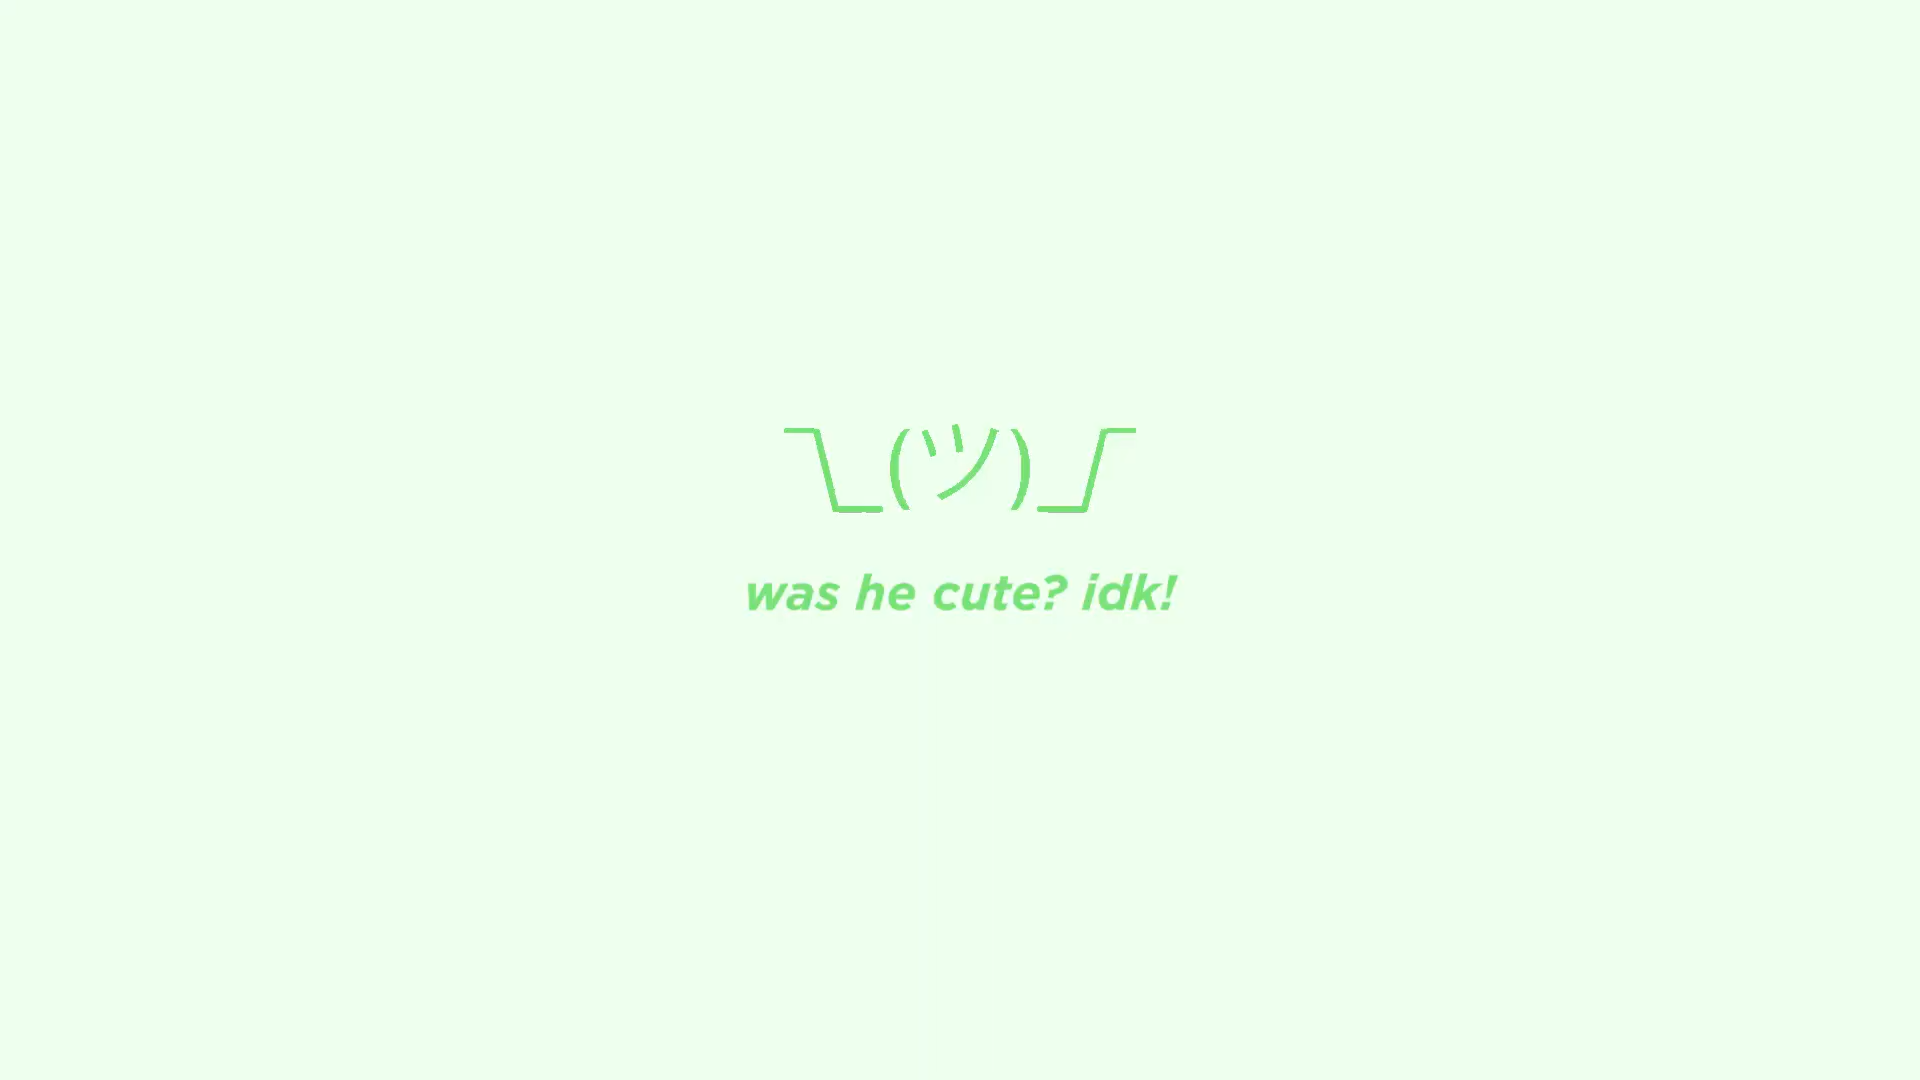 ¯\_(ツ)_/¯
was he cute? idk!